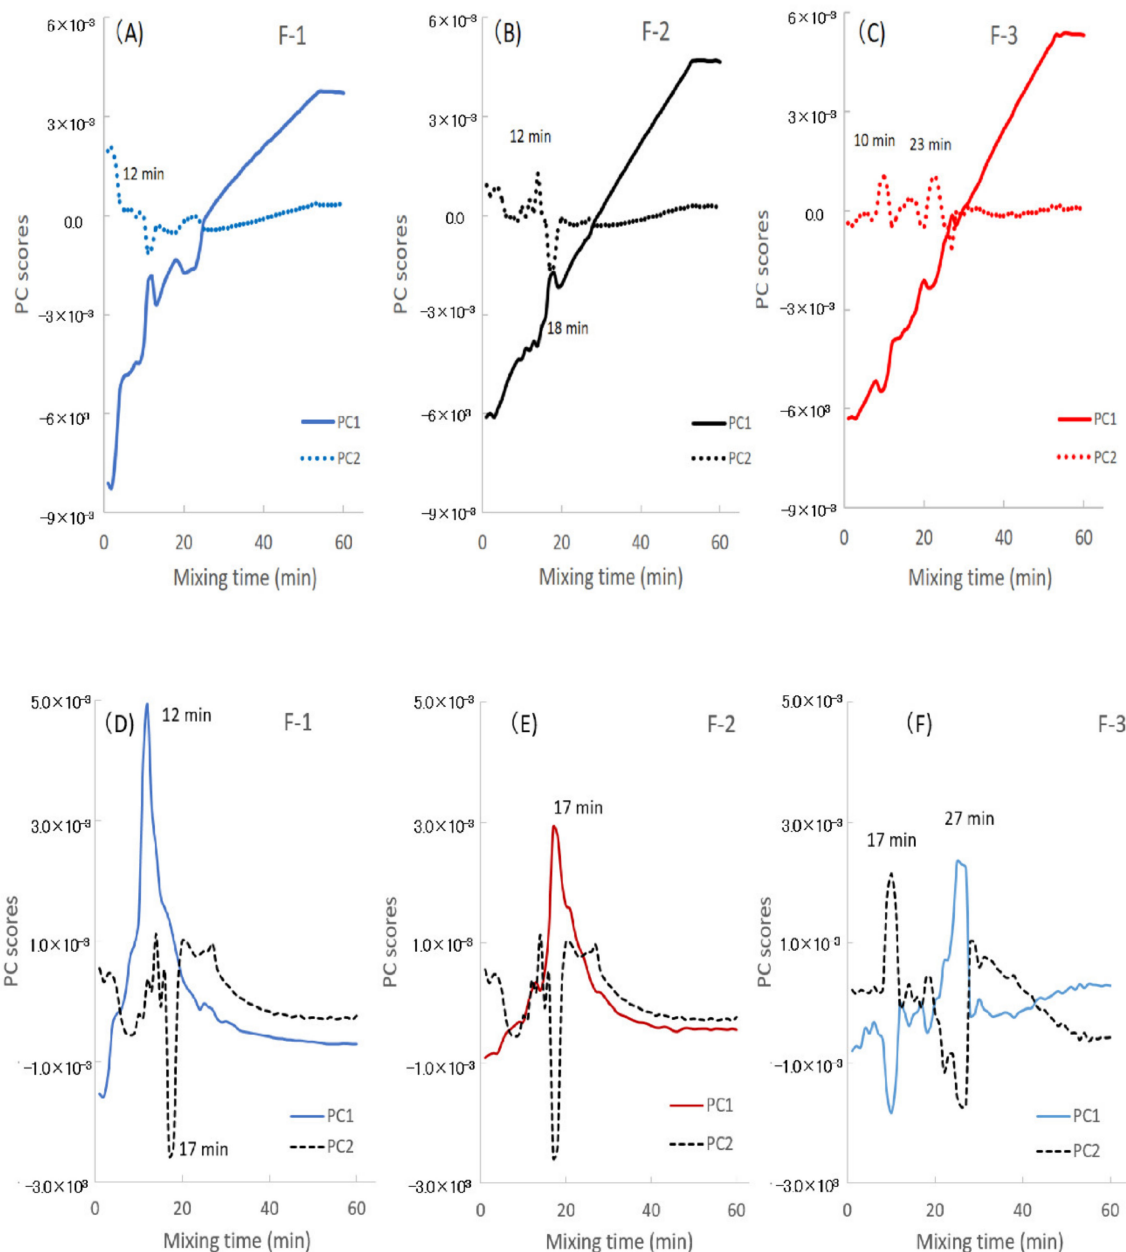 (A) F-1
6×10⁻³
3×10⁻³
0.0
−3×10⁻³
−6×10⁻³
−9×10⁻³
PC scores
12 min
PC1
PC2
0 20 40 60
Mixing time (min)
(B) F-2
6×10⁻³
3×10⁻³
0.0
−3×10⁻³
−6×10⁻³
−9×10⁻³
PC scores
12 min
18 min
PC1
PC2
0 20 40 60
Mixing time (min)
(C) F-3
6×10⁻³
3×10⁻³
0.0
−3×10⁻³
−6×10⁻³
−9×10⁻³
PC scores
10 min 23 min
PC1
PC2
0 20 40 60
Mixing time (min)
(D) F-1
5.0×10⁻³
3.0×10⁻³
1.0×10⁻³
−1.0×10⁻³
−3.0×10⁻³
PC scores
12 min
17 min
PC1
PC2
0 20 40 60
Mixing time (min)
(E) F-2
5.0×10⁻³
3.0×10⁻³
1.0×10⁻³
−1.0×10⁻³
−3.0×10⁻³
PC scores
17 min
PC1
PC2
0 20 40 60
Mixing time (min)
(F) F-3
5.0×10⁻³
3.0×10⁻³
1.0×10⁻³
−1.0×10⁻³
−3.0×10⁻³
PC scores
17 min 27 min
PC1
PC2
0 20 40 60
Mixing time (min)